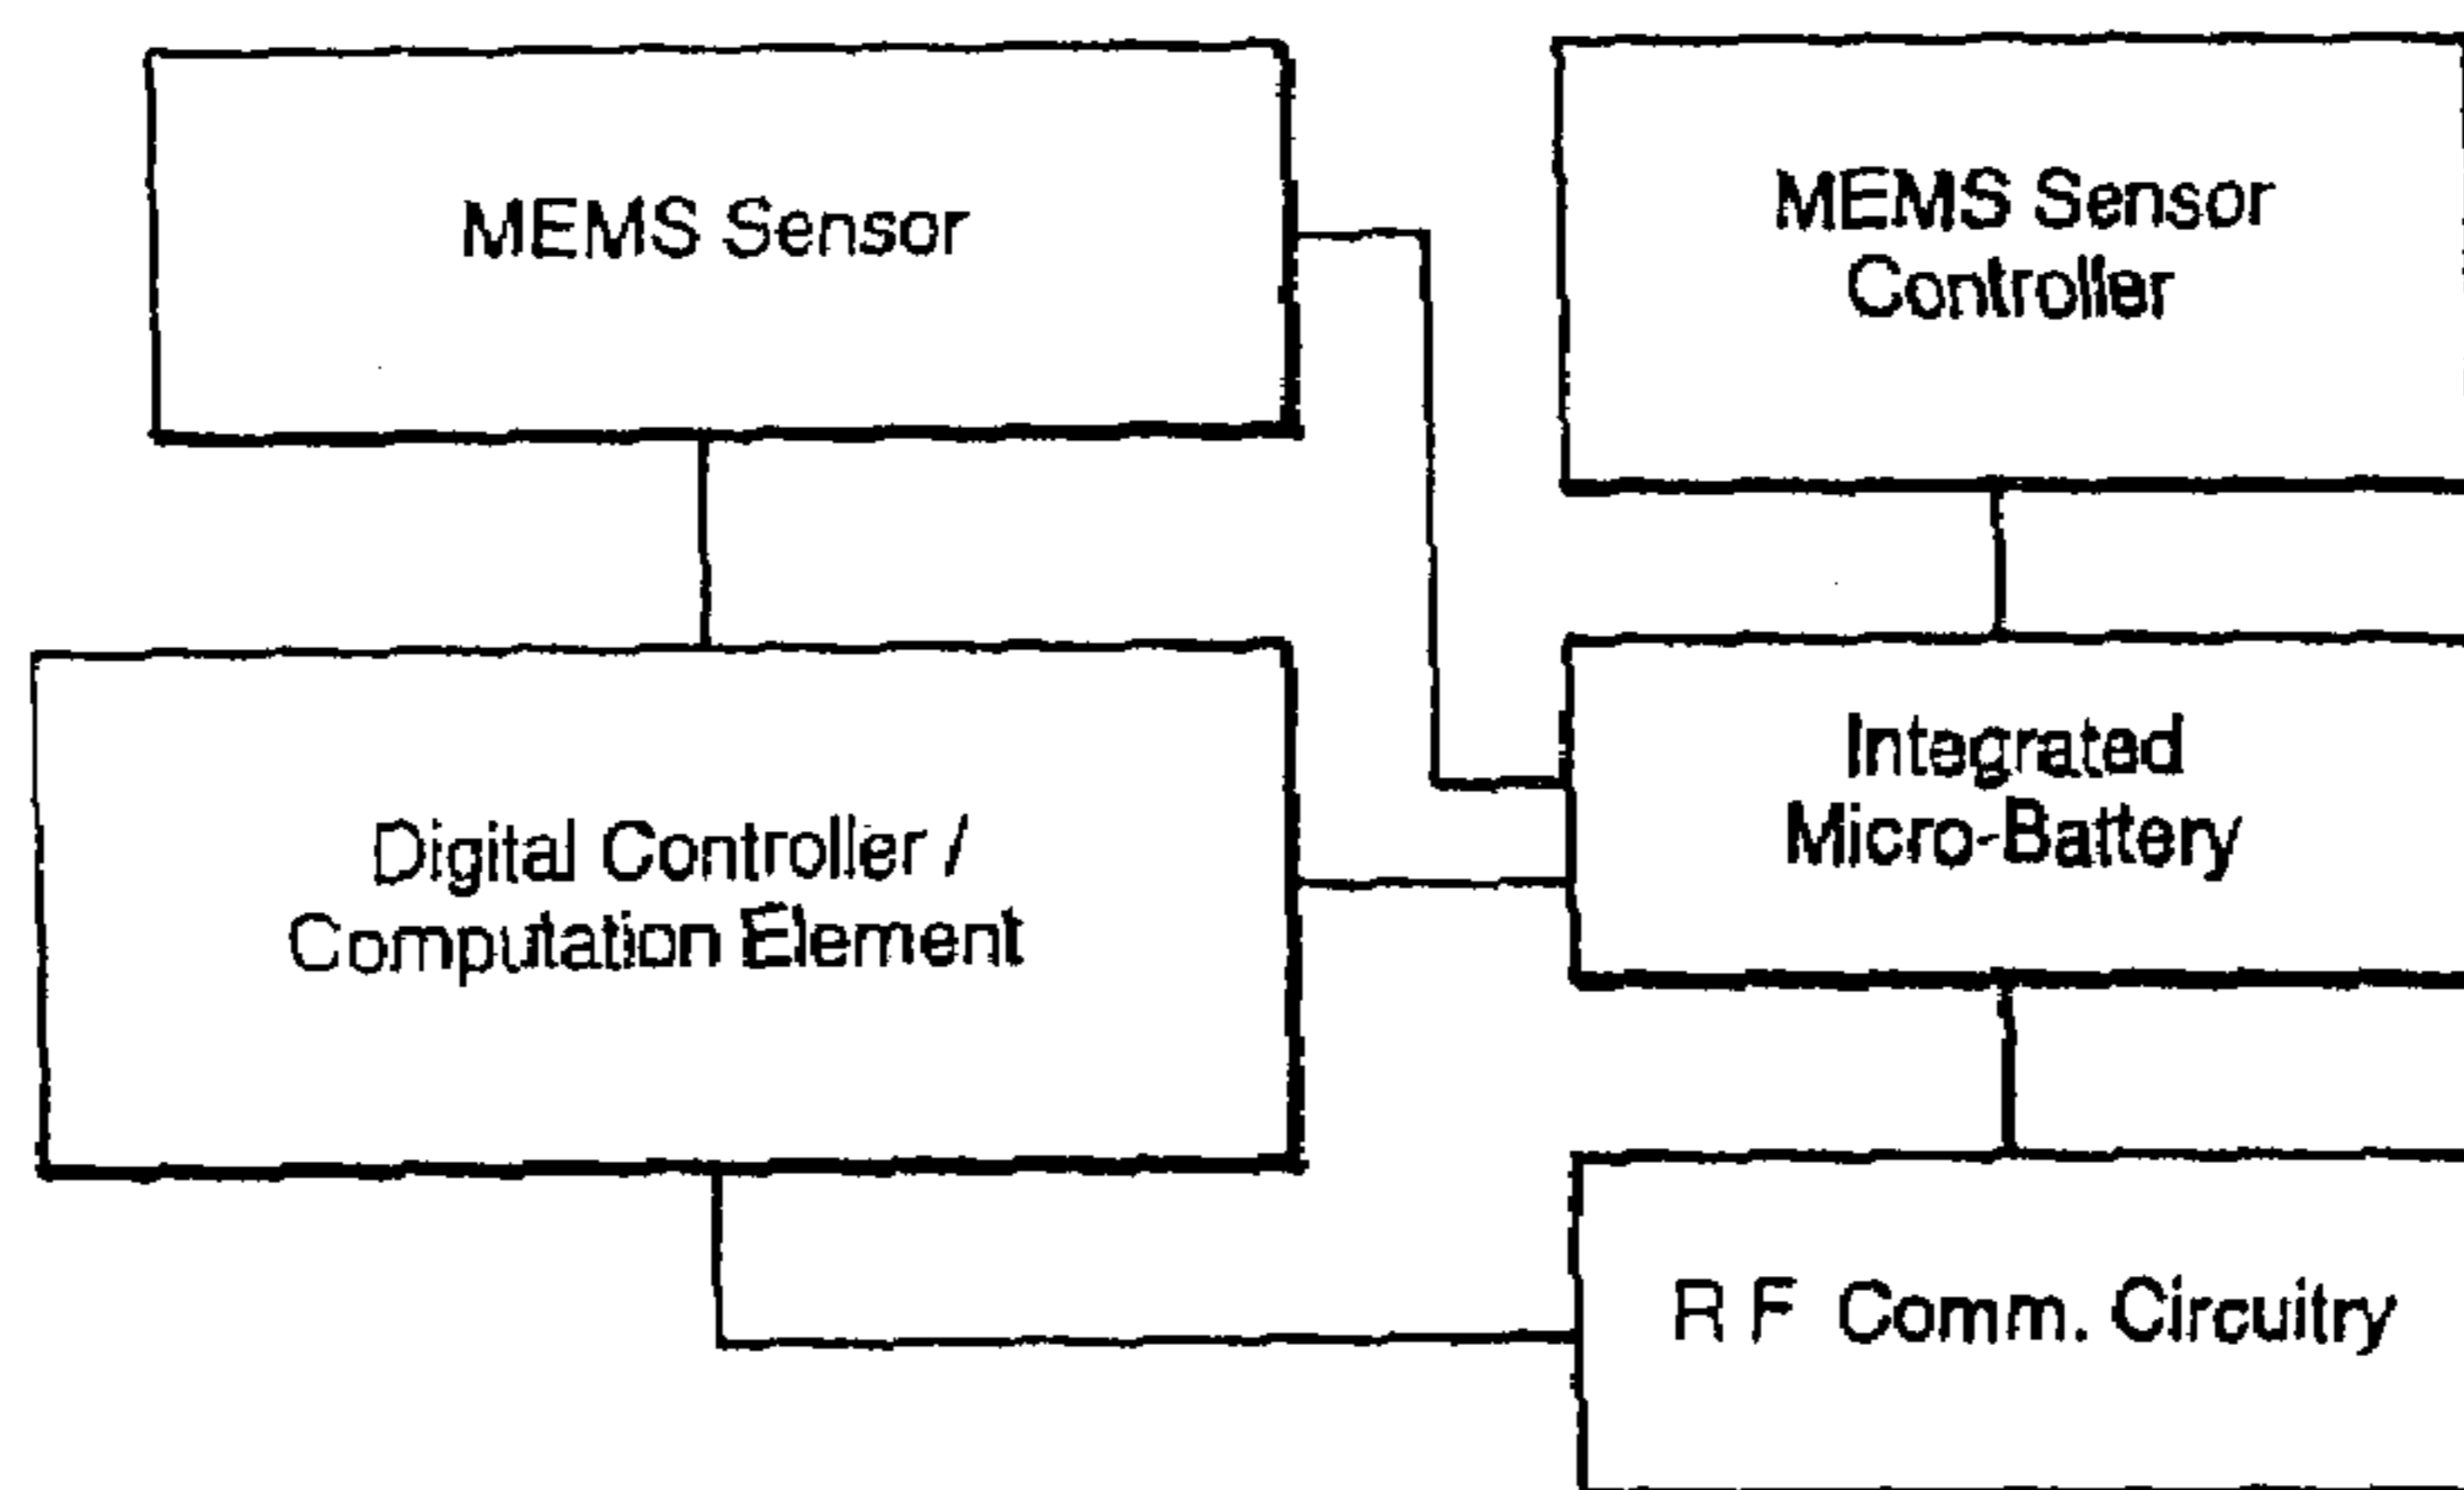 MEMS Sensor
MEMS Sensor
Controller
Digital Controller /
Computation Element
Integrated
Micro-Battery
R F Comm. Circuitry